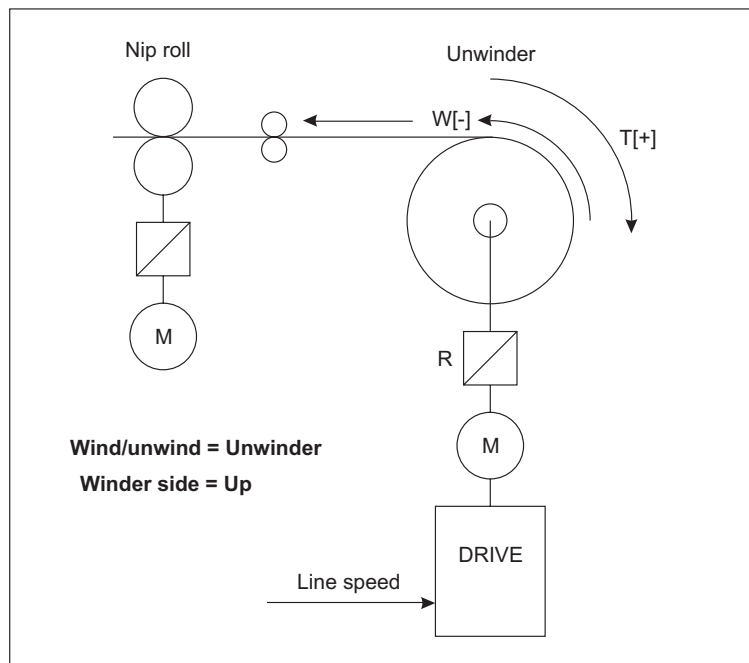 Nip roll
Unwinder
W[-]
T[+]
M
R
M
Wind/unwind = Unwinder
Winder side = Up
DRIVE
Line speed